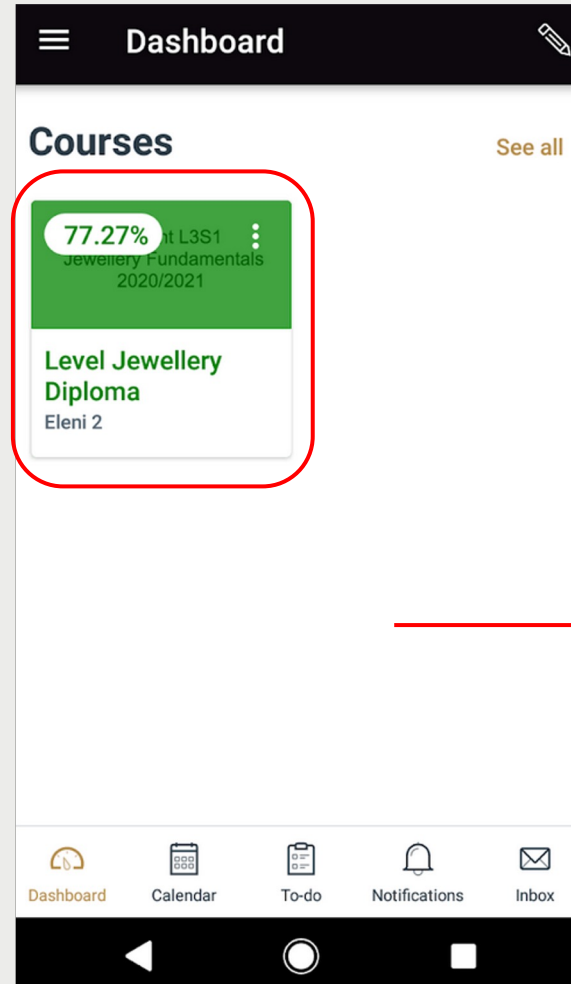 Dashboard
Courses
See all
77.27%
nt L3S1
Jewellery Fundamentals
2020/2021
Level Jewellery
Diploma
Eleni 2
Dashboard
Calendar
To-do
Notifications
Inbox